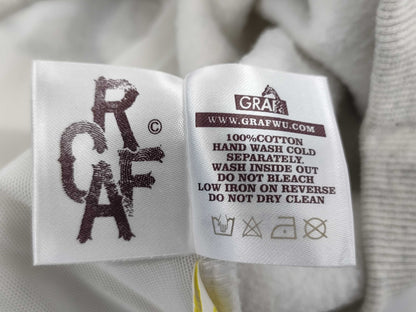 R
©
G
A F
A
GRAF
WWW.GRAFWU.COM
100%COTTON
HAND WASH COLD
SEPARATELY.
WASH INSIDE OUT
DO NOT BLEACH
LOW IRON ON REVERSE
DO NOT DRY CLEAN